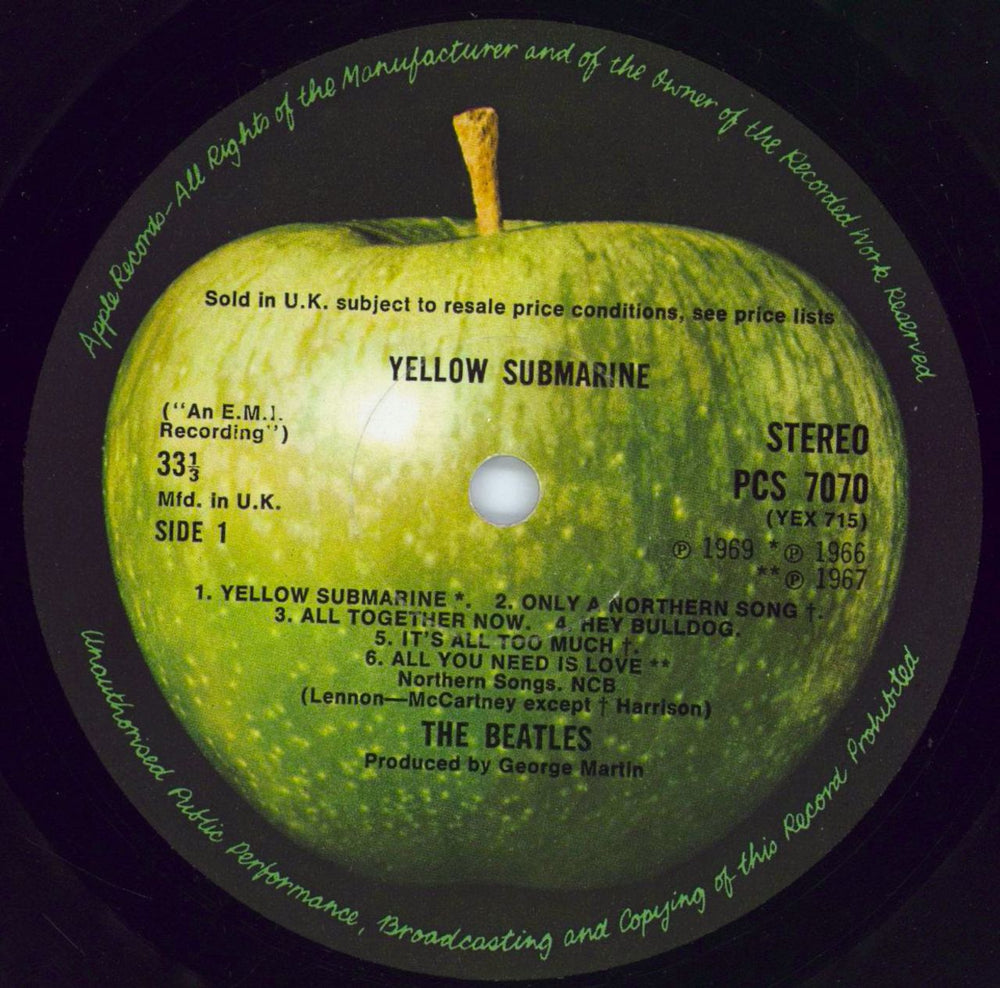 Apple Records - All Rights of the Manufacturer and of the Owner of the Recorded Work Reserved
Sold in U.K. subject to resale price conditions, see price lists
YELLOW SUBMARINE
("An E.M.I.
Recording")
33⅓
Mfd. in U.K.
SIDE 1
STEREO
PCS 7070
(YEX 715)
℗ 1969 * ℗ 1966
** ℗ 1967
1. YELLOW SUBMARINE *. 2. ONLY A NORTHERN SONG †.
3. ALL TOGETHER NOW. 4. HEY BULLDOG.
5. IT'S ALL TOO MUCH †.
6. ALL YOU NEED IS LOVE **
Northern Songs. NCB
(Lennon—McCartney except † Harrison)
THE BEATLES
Produced by George Martin
Unauthorised Public Performance, Broadcasting and Copying of this Record Prohibited